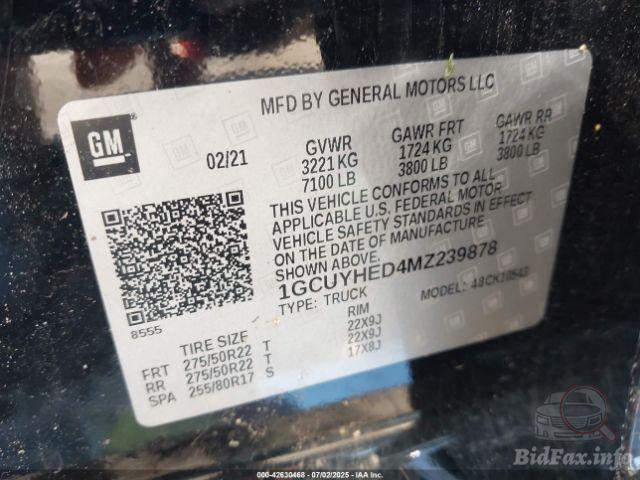 MFD BY GENERAL MOTORS LLC
GM
02/21
GVWR GAWR FRT GAWR RR
3221 KG 1724 KG 1724 KG
7100 LB 3800 LB 3800 LB
THIS VEHICLE CONFORMS TO ALL
APPLICABLE U.S. FEDERAL MOTOR
VEHICLE SAFETY STANDARDS IN EFFECT
ON THE DATE OF MANUFACTURE
SHOWN ABOVE.
1GCUYHED4MZ239878
TYPE: TRUCK MODEL: 48CK10543
8555
TIRE SIZE RIM
FRT 275/50R22 T 22X9J
RR 275/50R22 T 22X9J
SPA 255/80R17 S 17X8J
BidFax.info
000-42630468 - 07/02/2025 - IAA Inc.